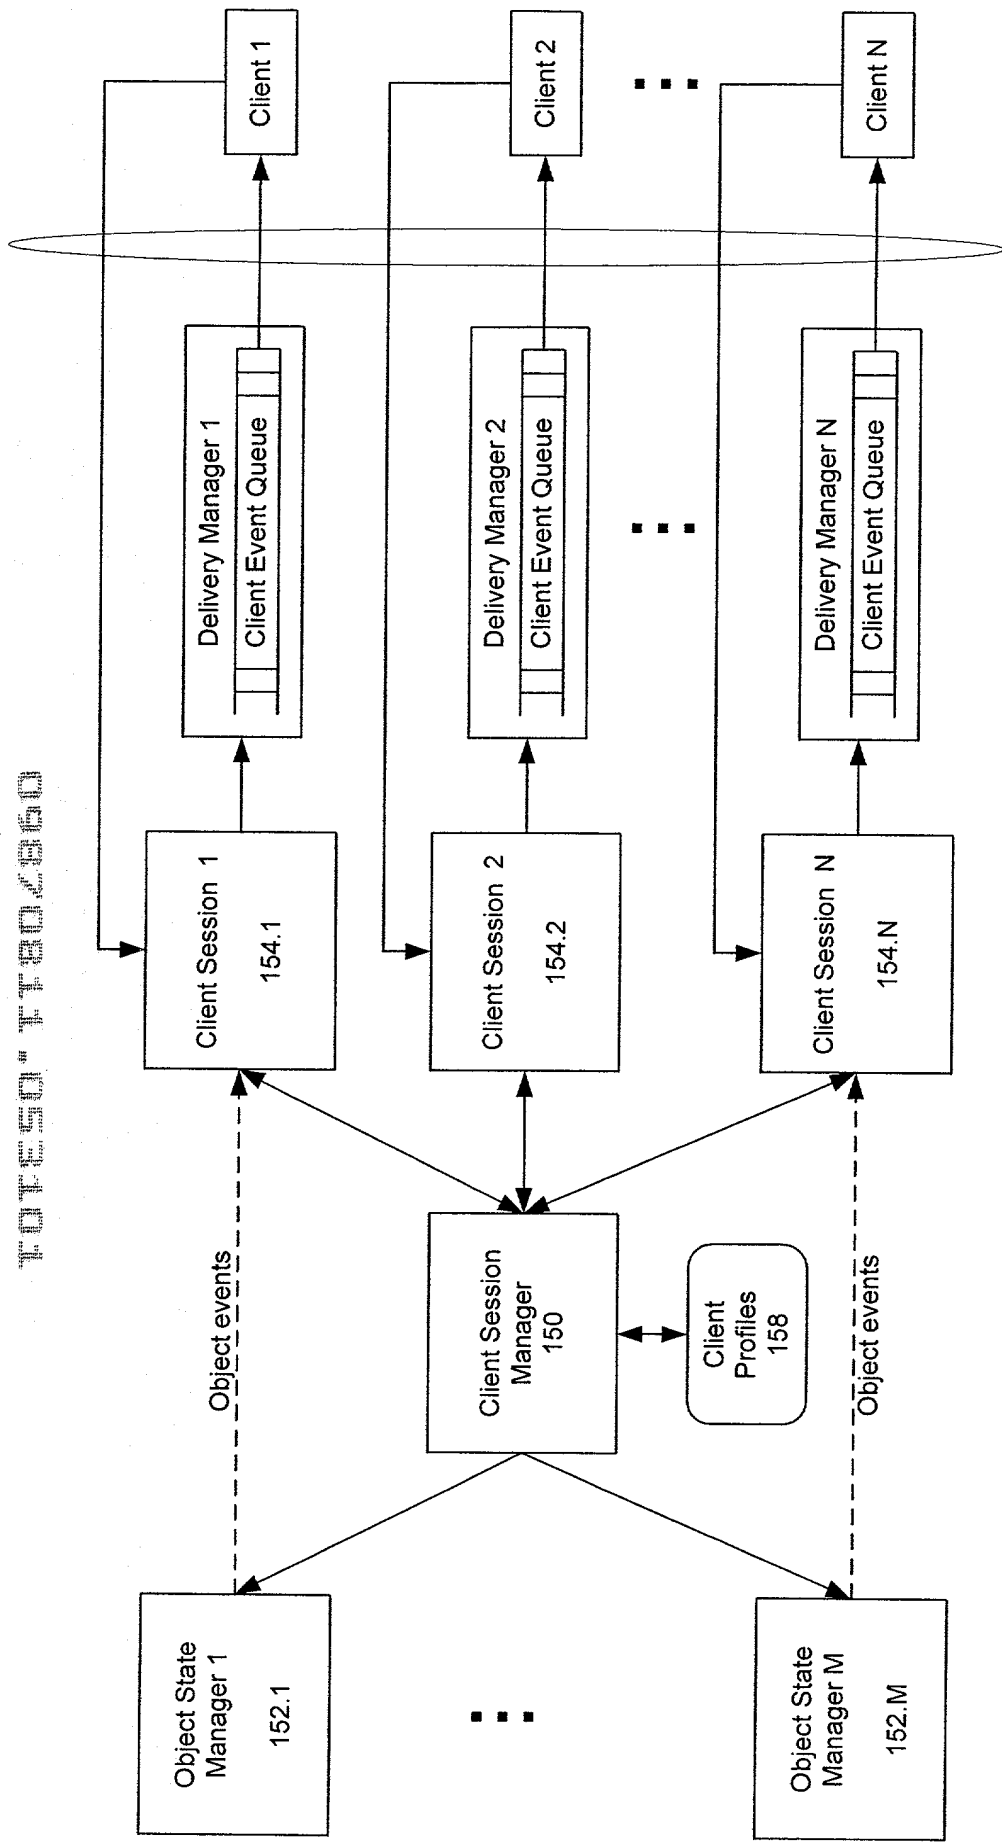 Object State
Manager 1
152.1
Object State
Manager M
152.M
Object events
Client Session
Manager
150
Client
Profiles
158
Object events
Client Session 1
154.1
Client Session 2
154.2
Client Session N
154.N
Delivery Manager 1
Client Event Queue
Delivery Manager 2
Client Event Queue
Delivery Manager N
Client Event Queue
Client 1
Client 2
Client N